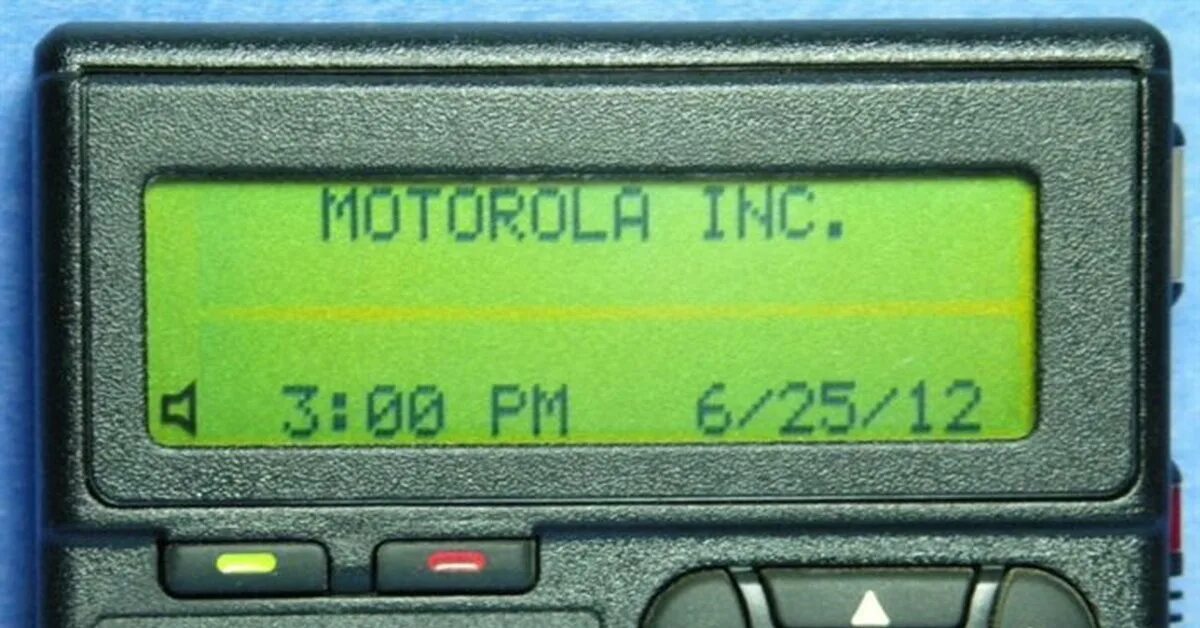 MOTOROLA INC.
3:00 PM 6/25/12